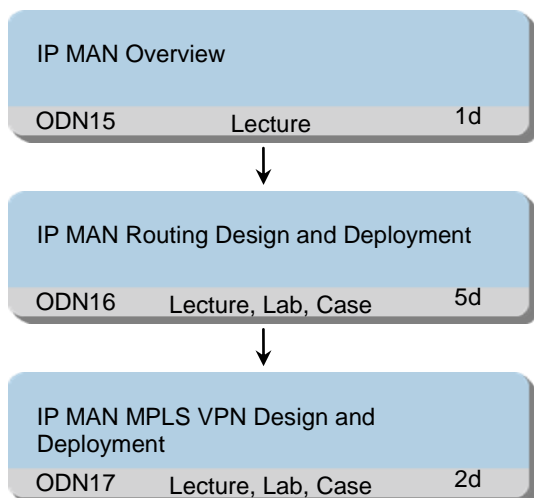 IP MAN Overview
ODN15 Lecture 1d
IP MAN Routing Design and Deployment
ODN16 Lecture, Lab, Case 5d
IP MAN MPLS VPN Design and
Deployment
ODN17 Lecture, Lab, Case 2d